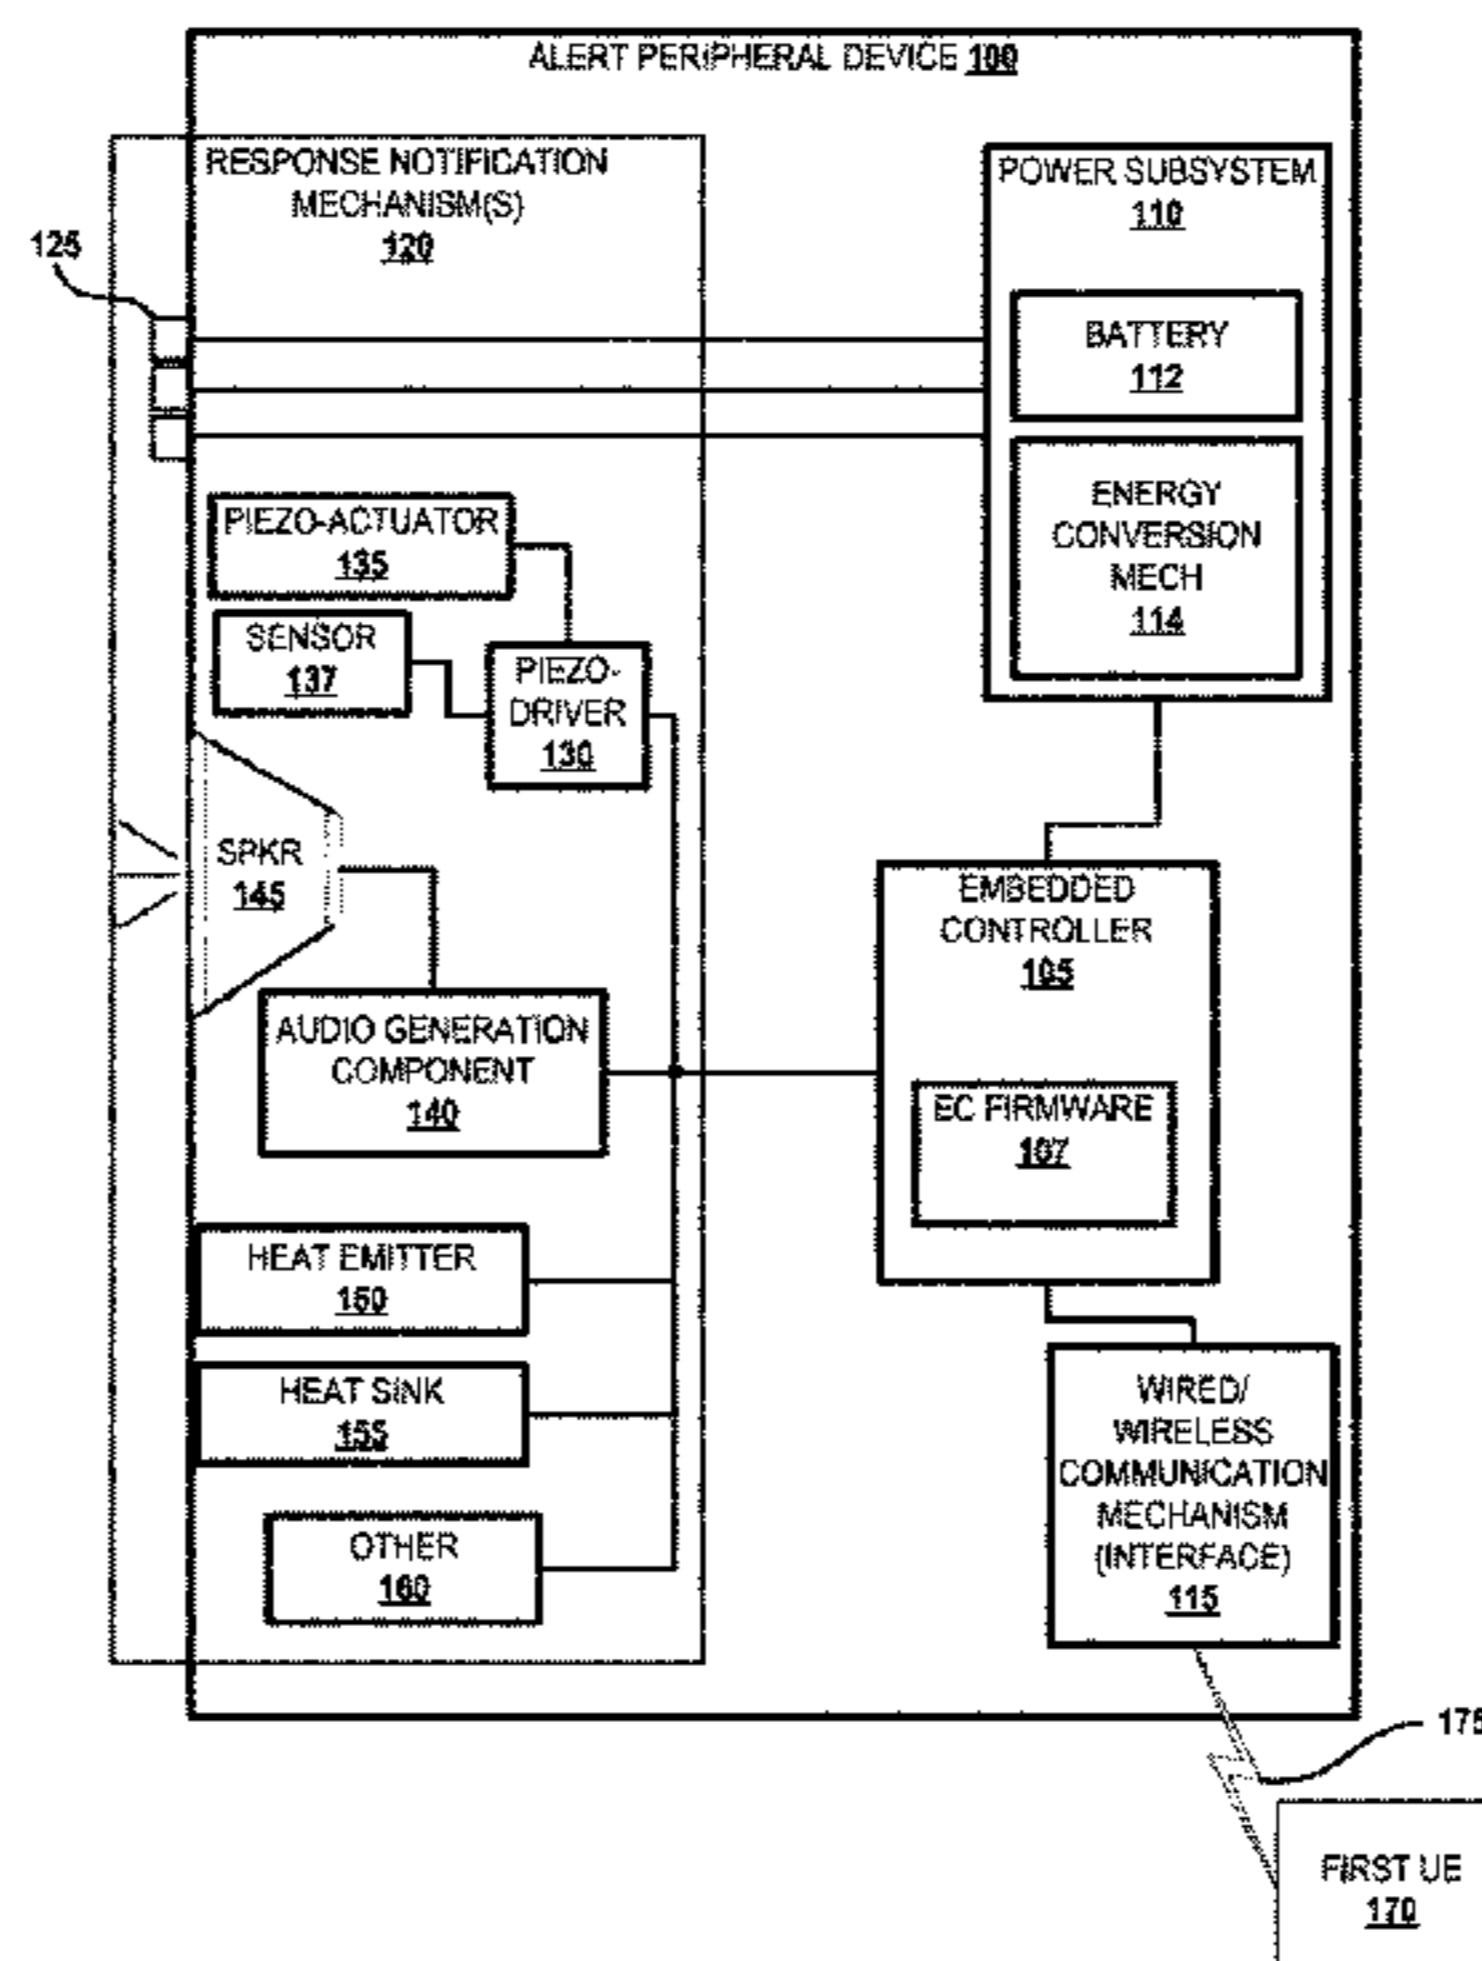 ALERT PERIPHERAL DEVICE 100
RESPONSE NOTIFICATION
MECHANISM(S)
120
125
POWER SUBSYSTEM
110
BATTERY
112
ENERGY
CONVERSION
MECH
114
PIEZO-ACTUATOR
135
SENSOR
137
PIEZO-
DRIVER
130
SPKR
145
AUDIO GENERATION
COMPONENT
140
EMBEDDED
CONTROLLER
105
EC FIRMWARE
107
HEAT EMITTER
150
HEAT SINK
155
OTHER
160
WIRED/
WIRELESS
COMMUNICATION
MECHANISM
(INTERFACE)
115
175
FIRST UE
170